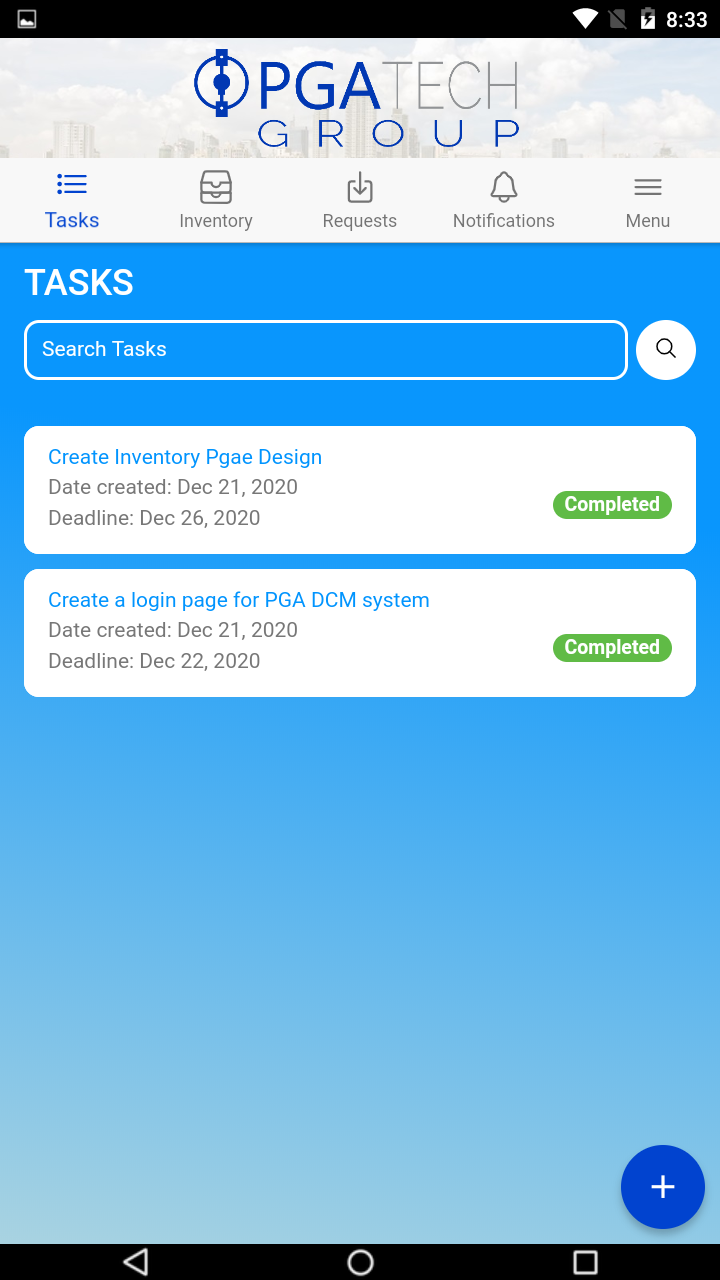 8:33
PGATECH
GROUP
Tasks
Inventory
Requests
Notifications
Menu
TASKS
Search Tasks
Create Inventory Pgae Design
Date created: Dec 21, 2020
Deadline: Dec 26, 2020
Completed
Create a login page for PGA DCM system
Date created: Dec 21, 2020
Deadline: Dec 22, 2020
Completed